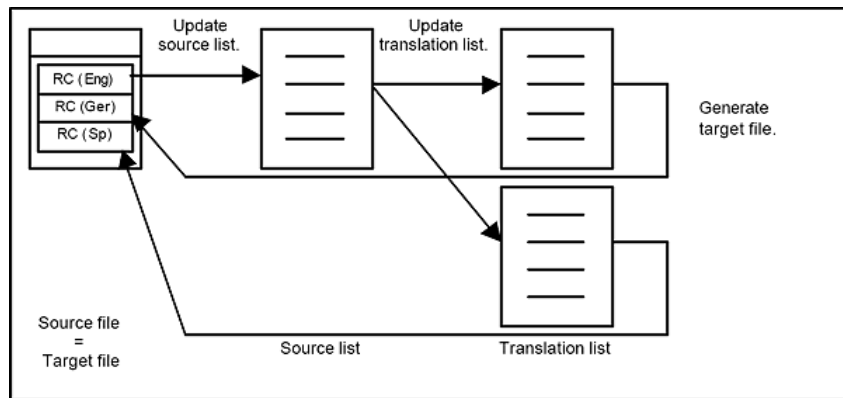 Update
source list.
Update
translation list.
RC (Eng)
RC (Ger)
RC (Sp)
Generate
target file.
Source file
=
Target file
Source list
Translation list